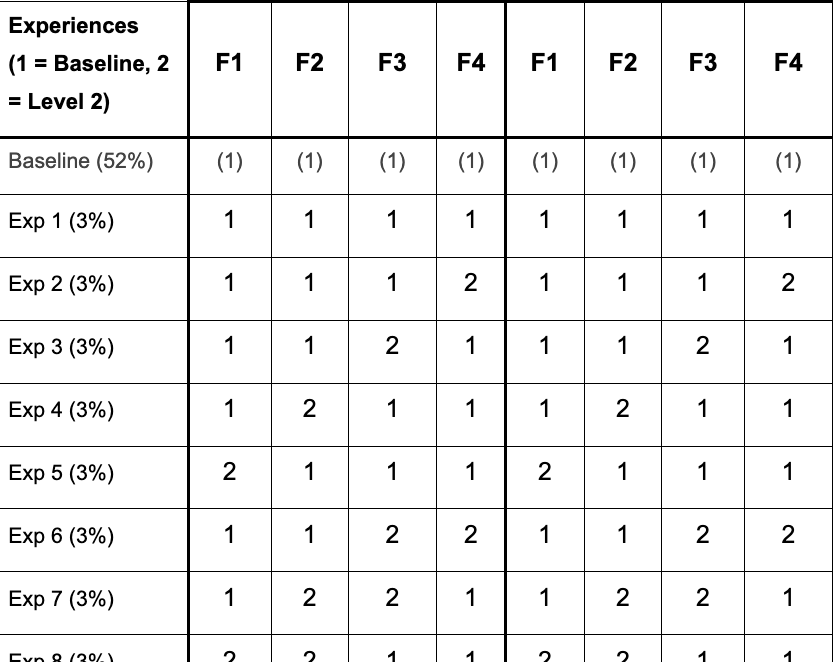 Experiences
(1 = Baseline, 2
= Level 2)
F1 F2 F3 F4 F1 F2 F3 F4
Baseline (52%) (1) (1) (1) (1) (1) (1) (1) (1)
Exp 1 (3%) 1 1 1 1 1 1 1 1
Exp 2 (3%) 1 1 1 2 1 1 1 2
Exp 3 (3%) 1 1 2 1 1 1 2 1
Exp 4 (3%) 1 2 1 1 1 2 1 1
Exp 5 (3%) 2 1 1 1 2 1 1 1
Exp 6 (3%) 1 1 2 2 1 1 2 2
Exp 7 (3%) 1 2 2 1 1 2 2 1
Exp 8 (3%) 2 2 1 1 2 2 1 1